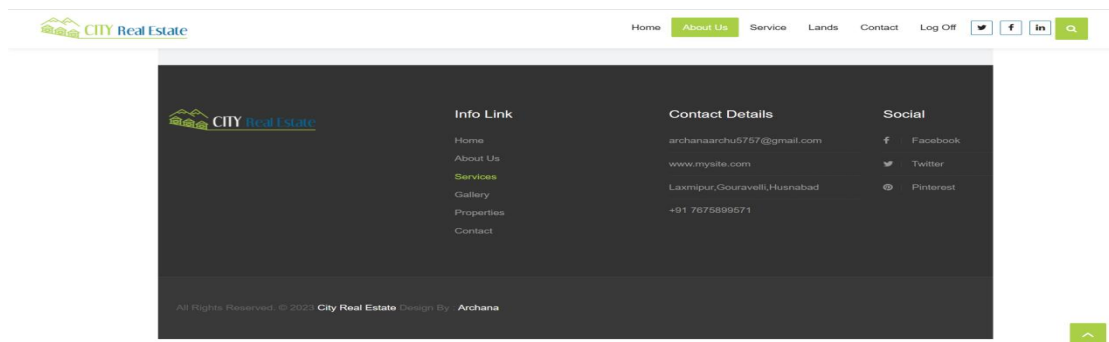 CITY Real Estate
Home About Us Service Lands Contact Log Off
CITY Real Estate
Info Link
Home
About Us
Services
Gallery
Properties
Contact
Contact Details
archanaarchu5757@gmail.com
www.mysite.com
Laxmipur,Gouravelli,Husnabad
+91 7675899571
Social
Facebook
Twitter
Pinterest
All Rights Reserved. © 2023 City Real Estate Design By : Archana